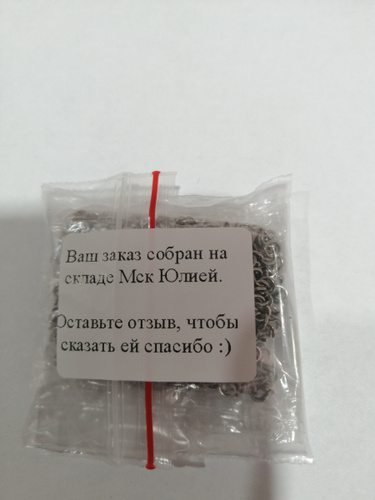 Ваш заказ собран на
складе Мск Юлией.
Оставьте отзыв, чтобы
сказать ей спасибо :)